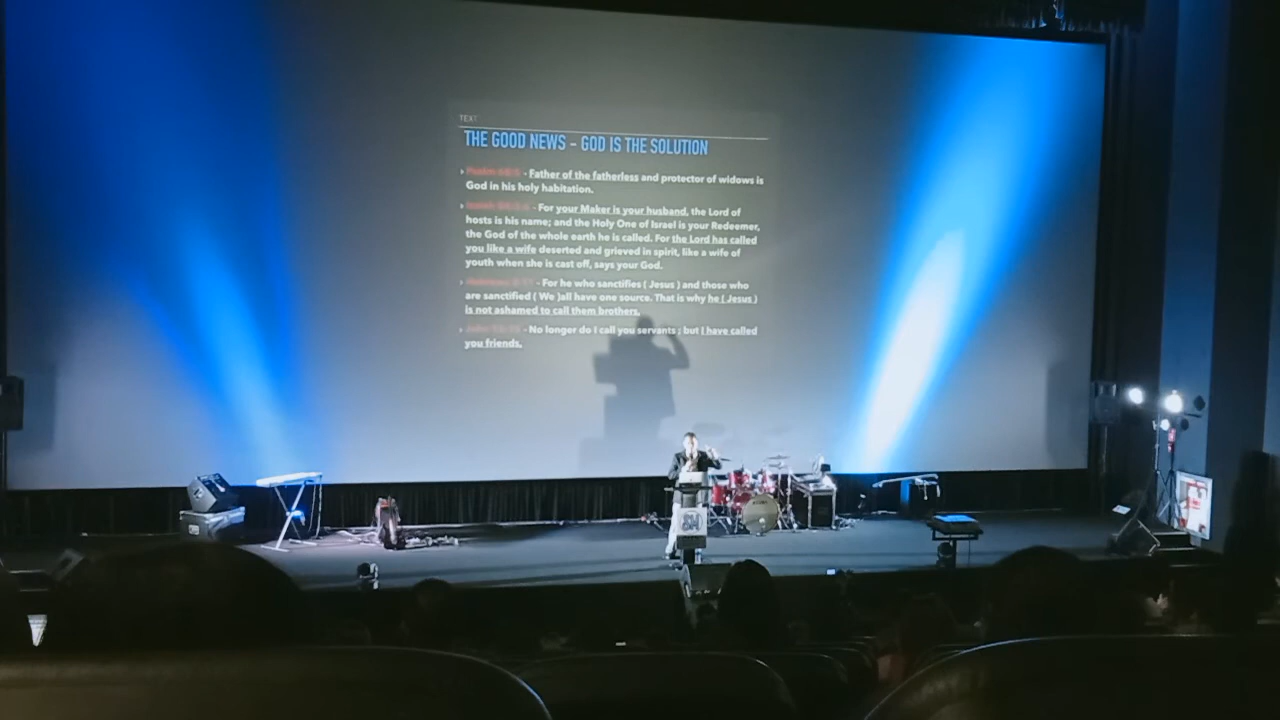 TEXT
THE GOOD NEWS - GOD IS THE SOLUTION
- Father of the fatherless and protector of widows is
God in his holy habitation.
- For your Maker is your husband, the Lord of
hosts is his name; and the Holy One of Israel is your Redeemer,
the God of the whole earth he is called. For the Lord has called
you like a wife deserted and grieved in spirit, like a wife of
youth when she is cast off, says your God.
- For he who sanctifies ( Jesus ) and those who
are sanctified ( We )all have one source. That is why he ( Jesus )
is not ashamed to call them brothers.
- No longer do I call you servants ; but i have called
you friends.